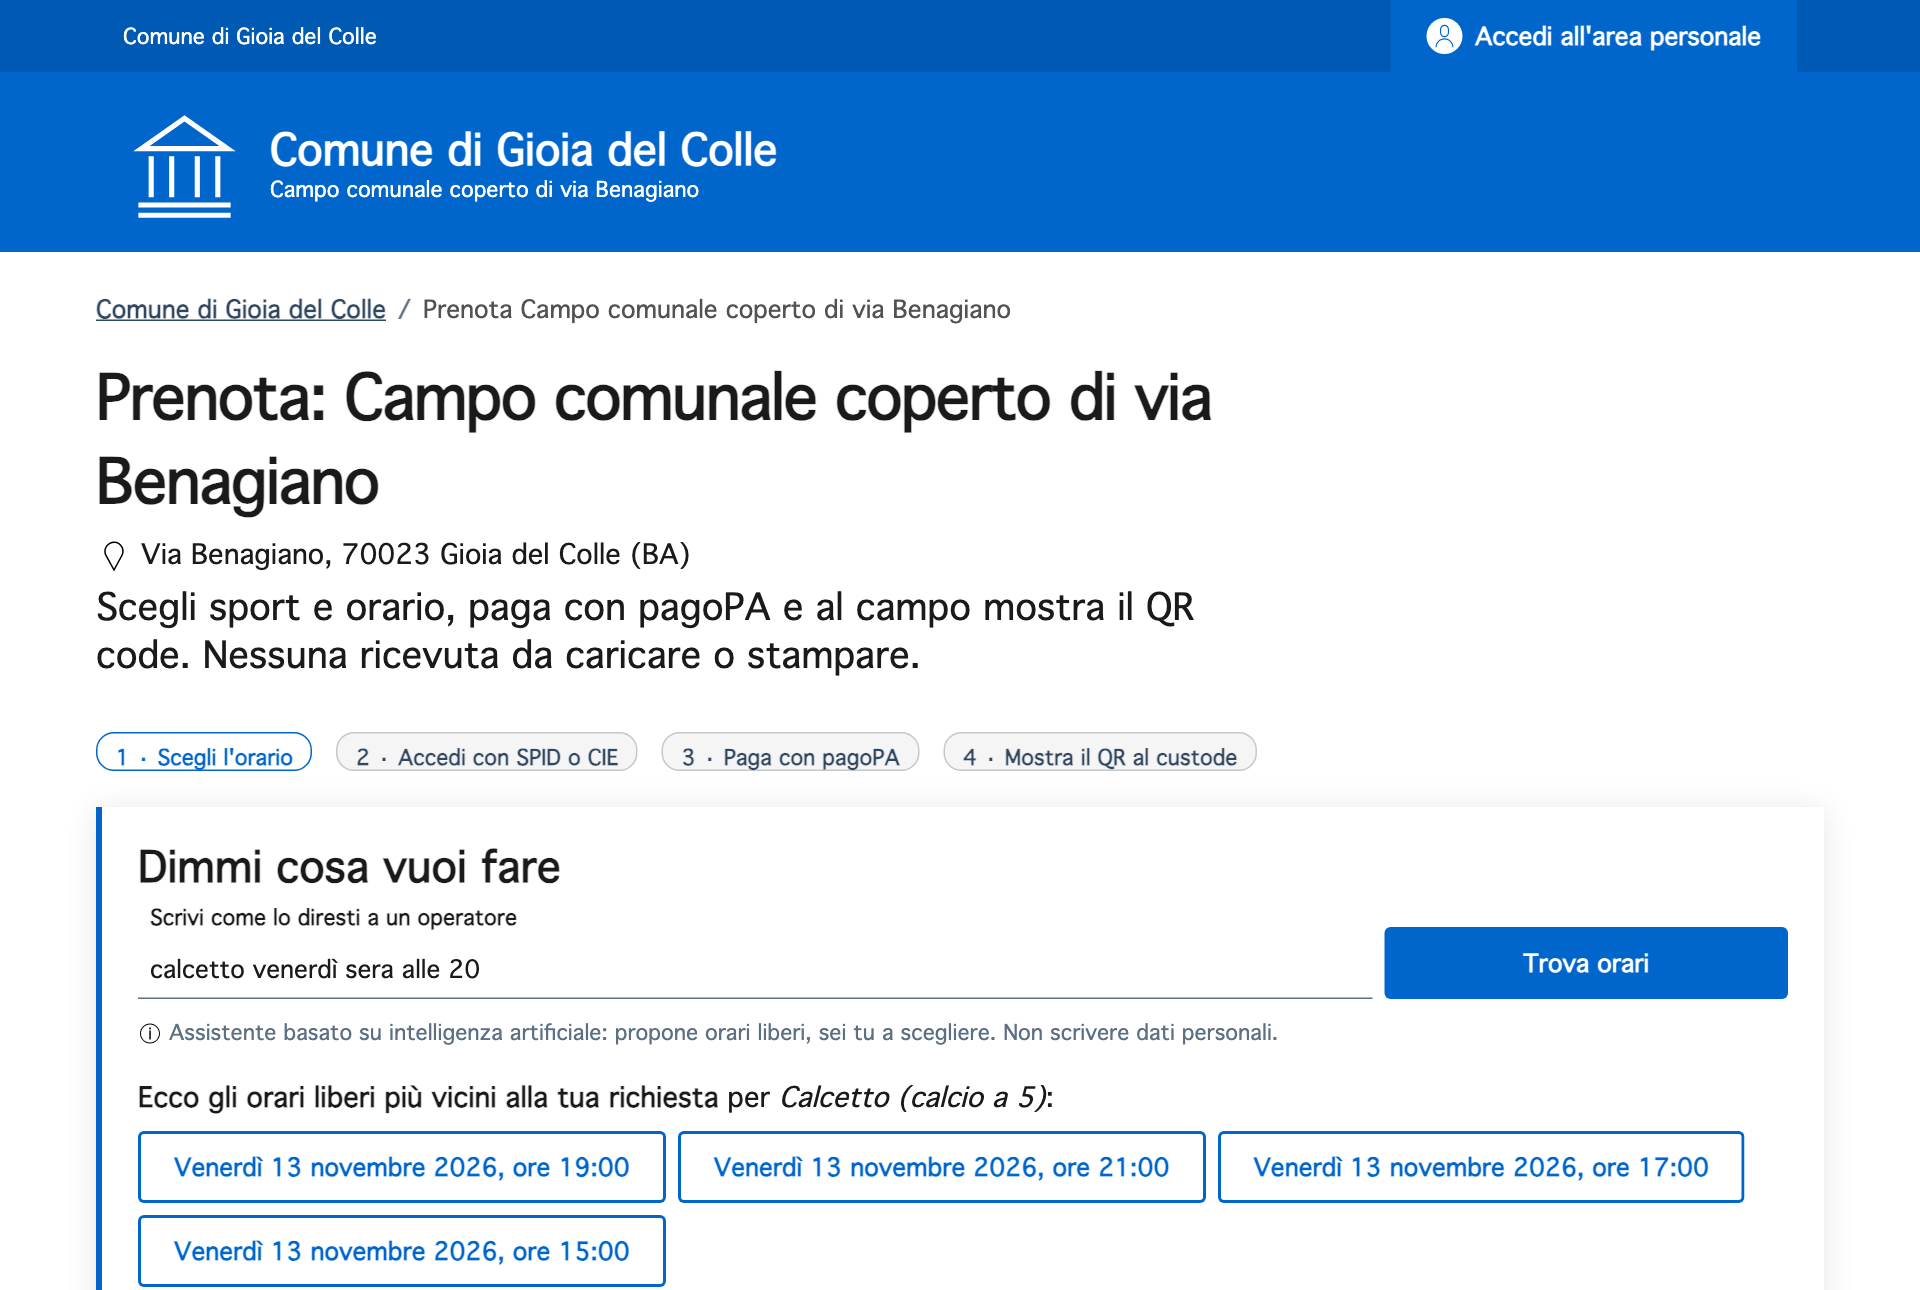 Comune di Gioia del Colle
Accedi all'area personale
Comune di Gioia del Colle
Campo comunale coperto di via Benagiano
Comune di Gioia del Colle / Prenota Campo comunale coperto di via Benagiano
Prenota: Campo comunale coperto di via
Benagiano
Via Benagiano, 70023 Gioia del Colle (BA)
Scegli sport e orario, paga con pagoPA e al campo mostra il QR
code. Nessuna ricevuta da caricare o stampare.
1 · Scegli l'orario
2 · Accedi con SPID o CIE
3 · Paga con pagoPA
4 · Mostra il QR al custode
Dimmi cosa vuoi fare
Scrivi come lo diresti a un operatore
calcetto venerdì sera alle 20
Trova orari
Assistente basato su intelligenza artificiale: propone orari liberi, sei tu a scegliere. Non scrivere dati personali.
Ecco gli orari liberi più vicini alla tua richiesta per Calcetto (calcio a 5):
Venerdì 13 novembre 2026, ore 19:00
Venerdì 13 novembre 2026, ore 21:00
Venerdì 13 novembre 2026, ore 17:00
Venerdì 13 novembre 2026, ore 15:00